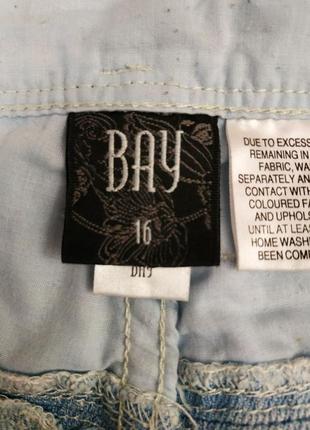 BAY
16
DUE TO EXCESS
REMAINING IN
FABRIC, WA
SEPARATELY AN
CONTACT WITH
COLOURED FA
AND UPHOLS
UNTIL AT LEAS
HOME WASH
BEEN COM